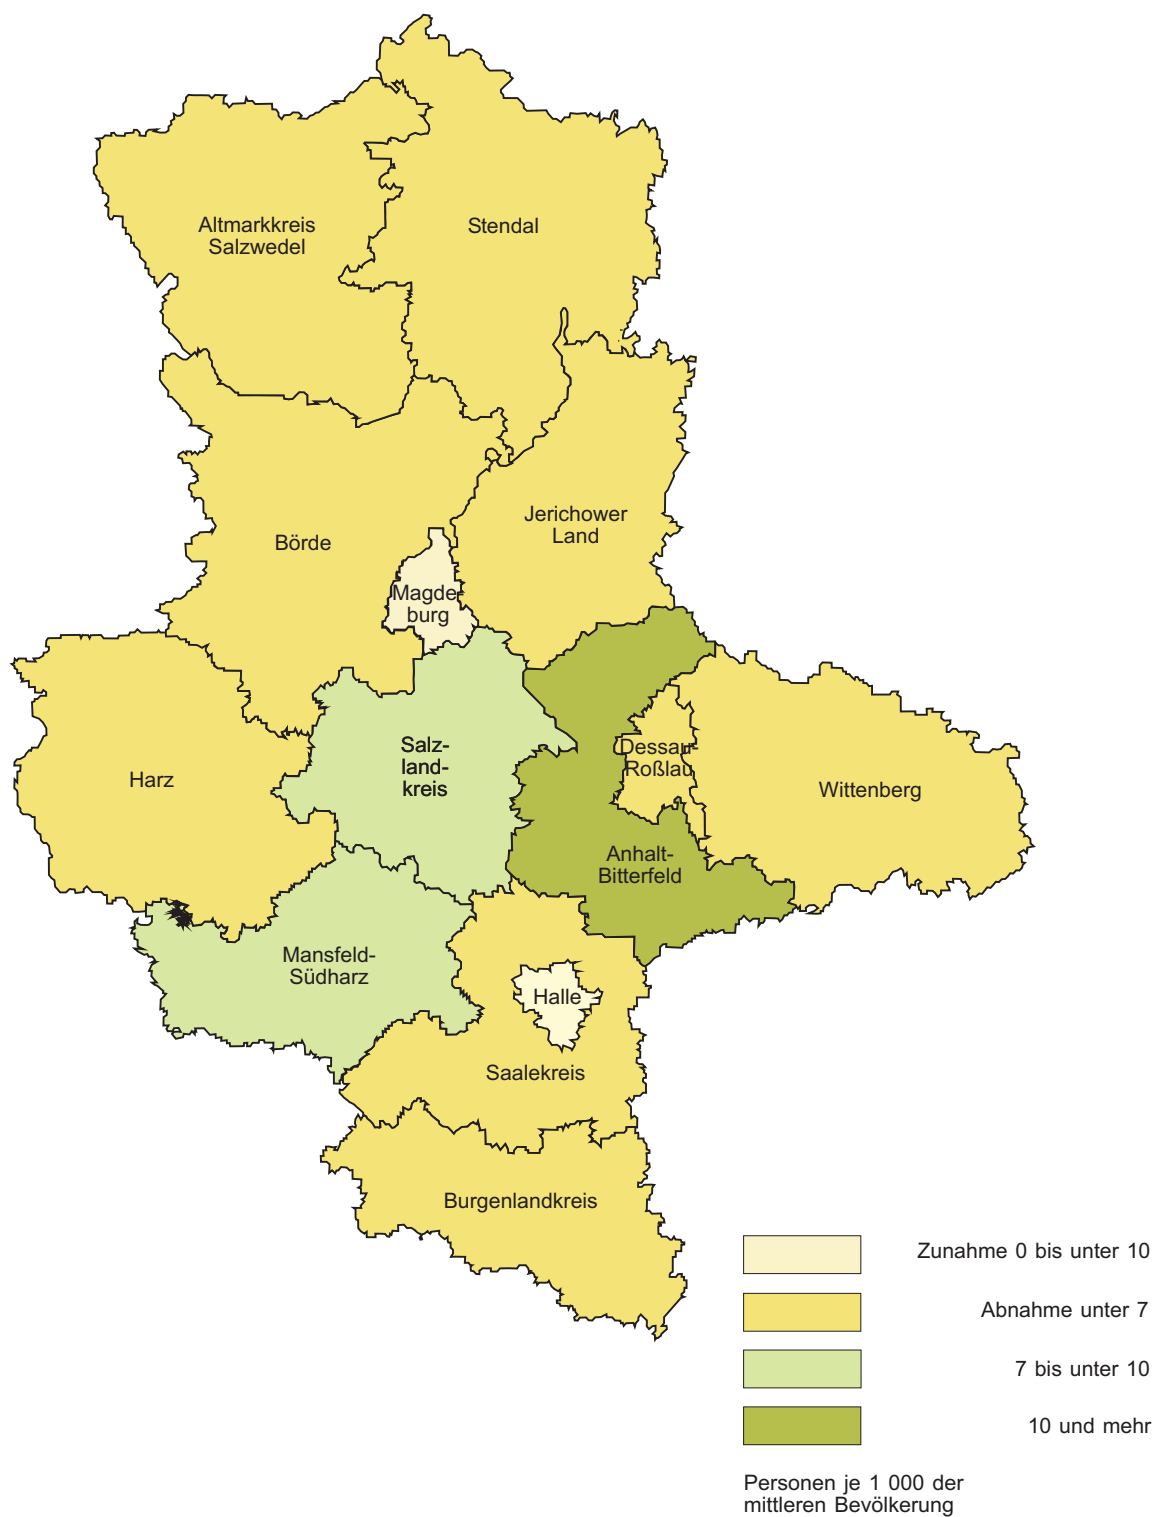 Altmarkkreis
Salzwedel
Stendal
Jerichower
Land
Börde
Magde-
burg
Salz-
land-
kreis
Harz
Dessau-
Roßlau
Wittenberg
Anhalt-
Bitterfeld
Mansfeld-
Südharz
Halle
Saalekreis
Burgenlandkreis
Zunahme 0 bis unter 10
Abnahme unter 7
7 bis unter 10
10 und mehr
Personen je 1 000 der
mittleren Bevölkerung